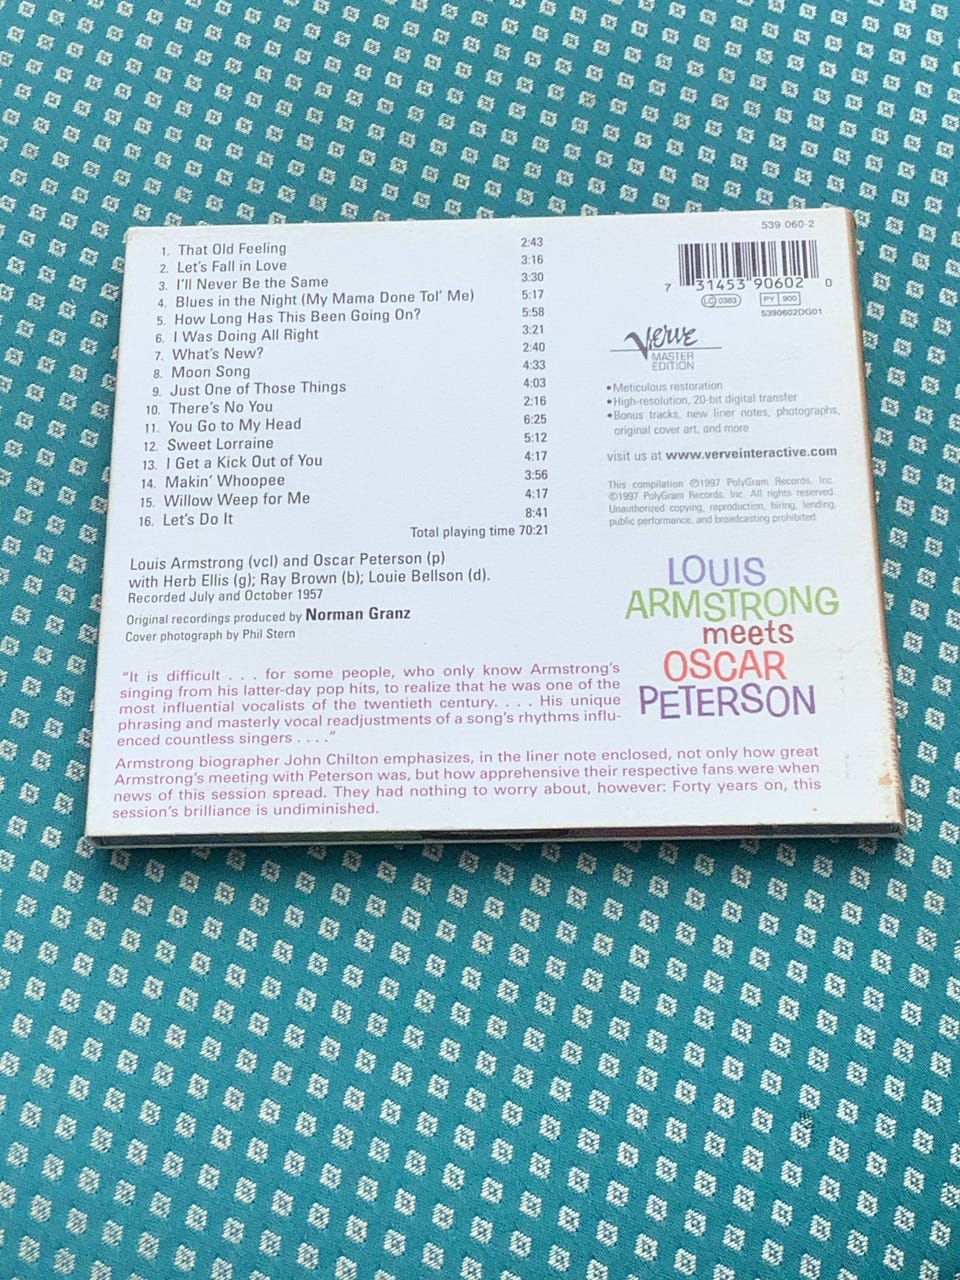 1. That Old Feeling 2:43
2. Let's Fall in Love 3:16
3. I'll Never Be the Same 3:30
4. Blues in the Night (My Mama Done Tol' Me) 5:17
5. How Long Has This Been Going On? 5:58
6. I Was Doing All Right 3:21
7. What's New? 2:40
8. Moon Song 4:33
9. Just One of Those Things 4:03
10. There's No You 2:16
11. You Go to My Head 6:25
12. Sweet Lorraine 5:12
13. I Get a Kick Out of You 4:17
14. Makin' Whoopee 3:56
15. Willow Weep for Me 4:17
16. Let's Do It 8:41
Total playing time 70:21
Louis Armstrong (vcl) and Oscar Peterson (p)
with Herb Ellis (g); Ray Brown (b); Louie Bellson (d).
Recorded July and October 1957
Original recordings produced by Norman Granz
Cover photograph by Phil Stern
539 060-2
7 31453 90602 0
LC 0383
PY 900
5390602DG01
Verve
MASTER
EDITION
•Meticulous restoration
•High-resolution, 20-bit digital transfer
•Bonus tracks, new liner notes, photographs,
original cover art, and more
visit us at www.verveinteractive.com
This compilation ℗1997 PolyGram Records, Inc.
©1997 PolyGram Records, Inc. All rights reserved.
Unauthorized copying, reproduction, hiring, lending,
public performance, and broadcasting prohibited.
LOUIS
ARMSTRONG
meets
OSCAR
PETERSON
"It is difficult . . . for some people, who only know Armstrong's
singing from his latter-day pop hits, to realize that he was one of the
most influential vocalists of the twentieth century. . . . His unique
phrasing and masterly vocal readjustments of a song's rhythms influ-
enced countless singers . . . ."
Armstrong biographer John Chilton emphasizes, in the liner note enclosed, not only how great
Armstrong's meeting with Peterson was, but how apprehensive their respective fans were when
news of this session spread. They had nothing to worry about, however: Forty years on, this
session's brilliance is undiminished.